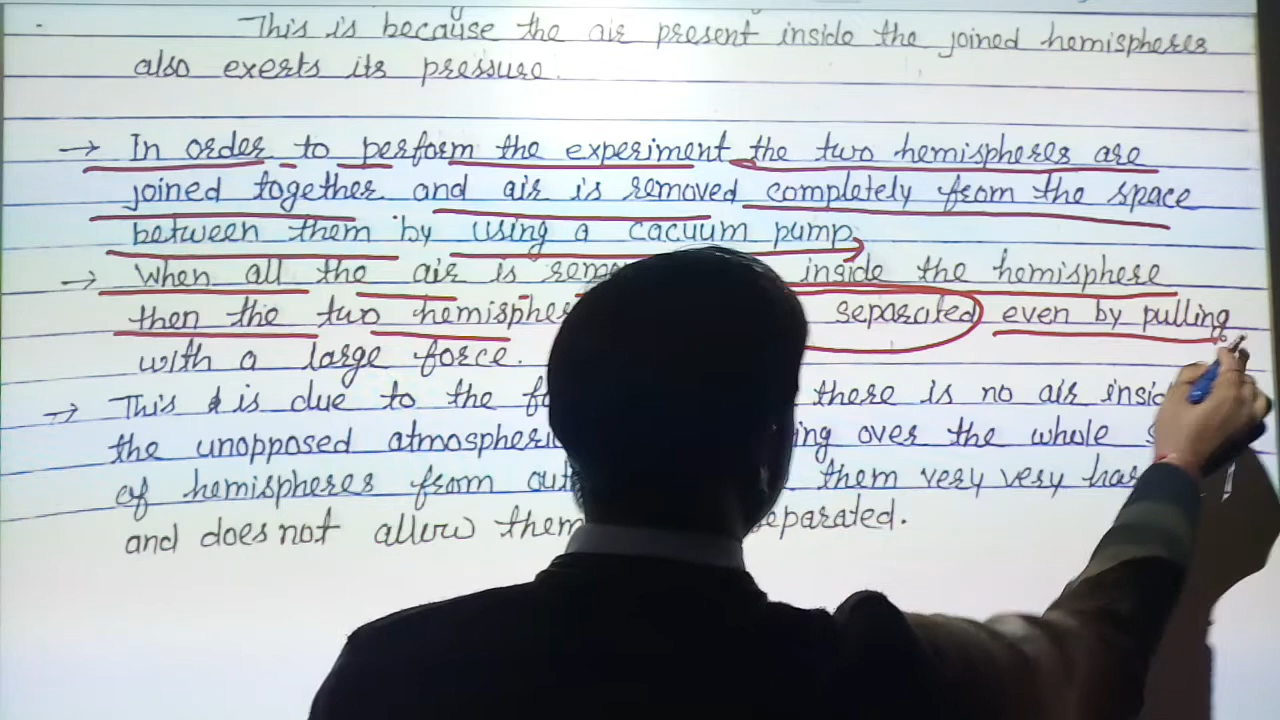 This is because the air present inside the joined hemispheres
also exerts its pressure.
→ In order to perform the experiment the two hemispheres are
joined together and air is removed completely from the space
between them by using a cacuum pump,
→ When all the air is inside the hemisphere
then the two separated even by pulling
with a large force.
→ This is due to the there is no air
the unopposed over the whole
of hemispheres from them very very
and does not allow them separated.